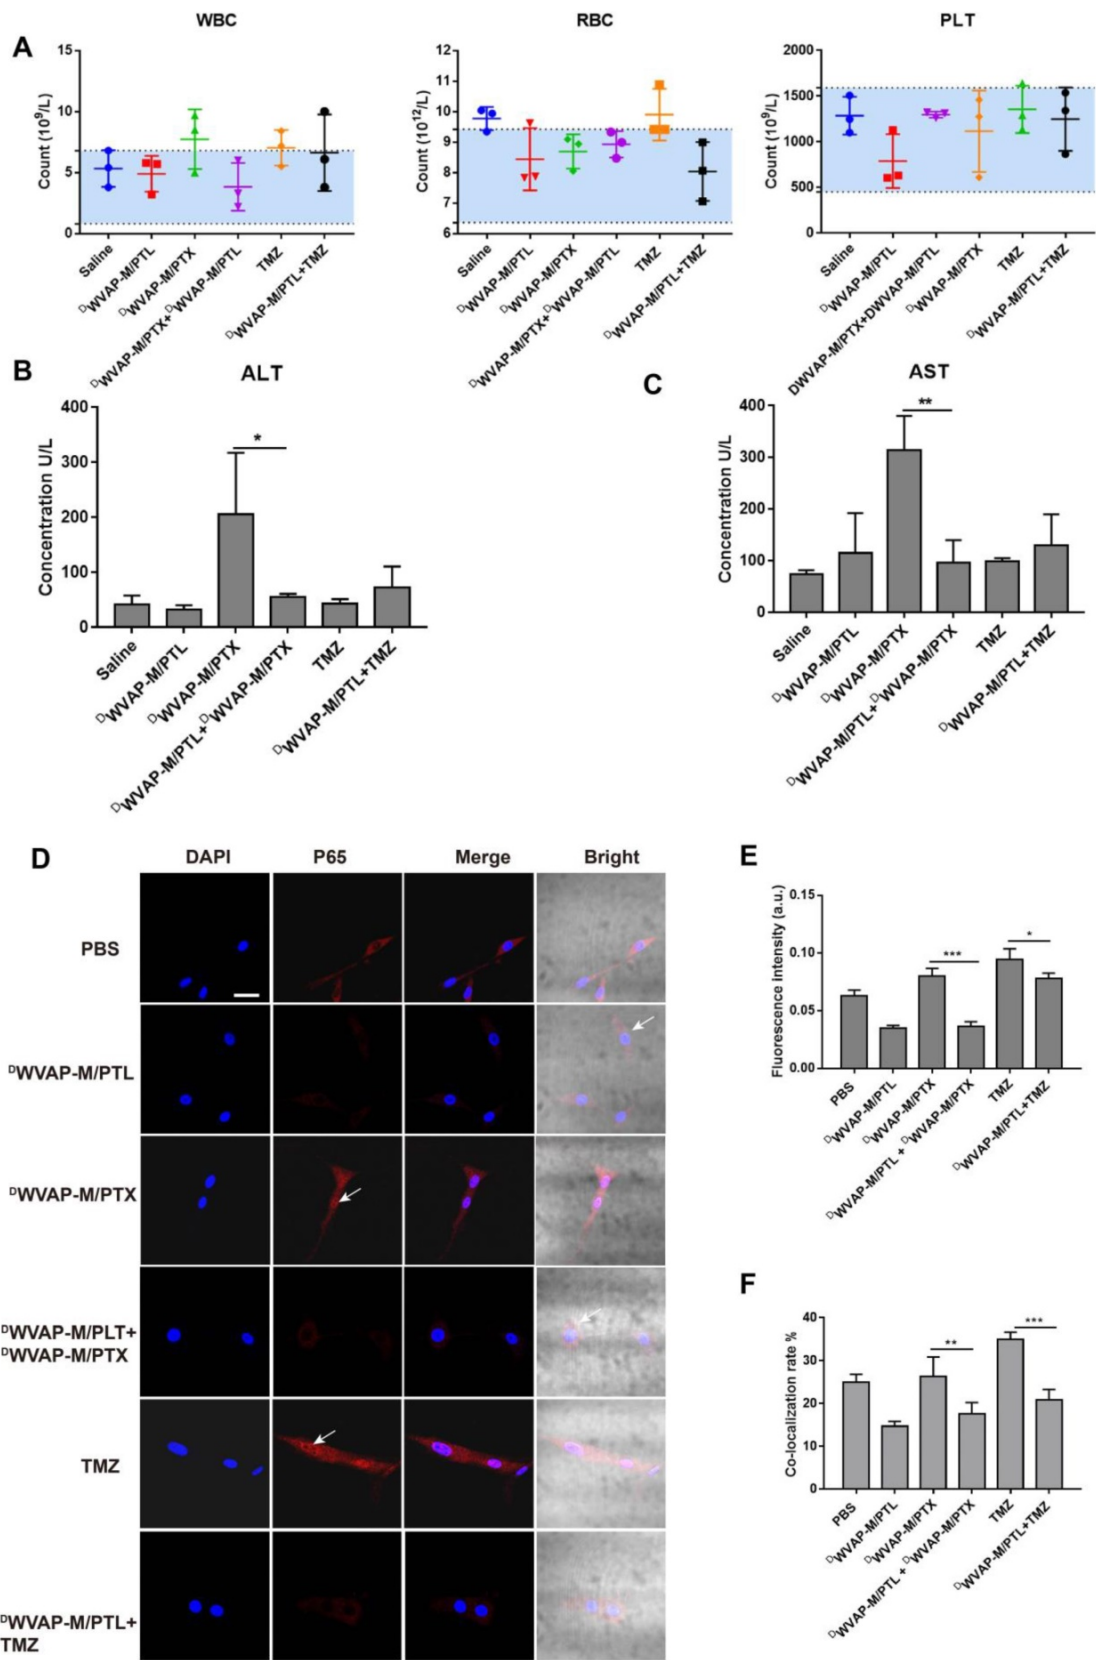 A
WBC
Count (10⁹/L)
15
10
5
0
Saline
ᴰWVAP-M/PTL
ᴰWVAP-M/PTX
ᴰWVAP-M/PTX+ᴰWVAP-M/PTL
TMZ
ᴰWVAP-M/PTL+TMZ
RBC
Count (10¹²/L)
12
11
10
9
8
7
6
Saline
ᴰWVAP-M/PTL
ᴰWVAP-M/PTX
ᴰWVAP-M/PTX+ᴰWVAP-M/PTL
TMZ
ᴰWVAP-M/PTL+TMZ
PLT
Count (10⁹/L)
2000
1500
1000
500
0
Saline
ᴰWVAP-M/PTL
DWVAP-M/PTX+DWVAP-M/PTL
ᴰWVAP-M/PTX
TMZ
ᴰWVAP-M/PTL+TMZ
B
ALT
Concentration U/L
400
300
200
100
0
*
Saline
ᴰWVAP-M/PTL
ᴰWVAP-M/PTX
ᴰWVAP-M/PTL+ᴰWVAP-M/PTX
TMZ
ᴰWVAP-M/PTL+TMZ
C
AST
Concentration U/L
400
300
200
100
0
**
Saline
ᴰWVAP-M/PTL
ᴰWVAP-M/PTX
ᴰWVAP-M/PTL+ᴰWVAP-M/PTX
TMZ
ᴰWVAP-M/PTL+TMZ
D
DAPI P65 Merge Bright
PBS
ᴰWVAP-M/PTL
ᴰWVAP-M/PTX
ᴰWVAP-M/PLT+
ᴰWVAP-M/PTX
TMZ
ᴰWVAP-M/PTL+
TMZ
E
Fluorescence intensity (a.u.)
0.15
0.10
0.05
0.00
***
*
PBS
ᴰWVAP-M/PTL
ᴰWVAP-M/PTX
ᴰWVAP-M/PTL + ᴰWVAP-M/PTX
TMZ
ᴰWVAP-M/PTL+TMZ
F
Co-localization rate %
40
30
20
10
0
**
***
PBS
ᴰWVAP-M/PTL
ᴰWVAP-M/PTX
ᴰWVAP-M/PTL + ᴰWVAP-M/PTX
TMZ
ᴰWVAP-M/PTL+TMZ